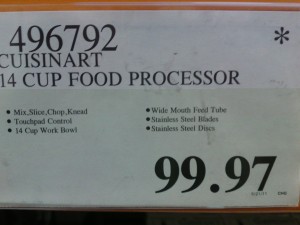 496792 *
CUISINART
14 CUP FOOD PROCESSOR
• Mix,Slice,Chop,Knead
• Touchpad Control
• 14 Cup Work Bowl
• Wide Mouth Feed Tube
• Stainless Steel Blades
• Stainless Steel Discs
99.97